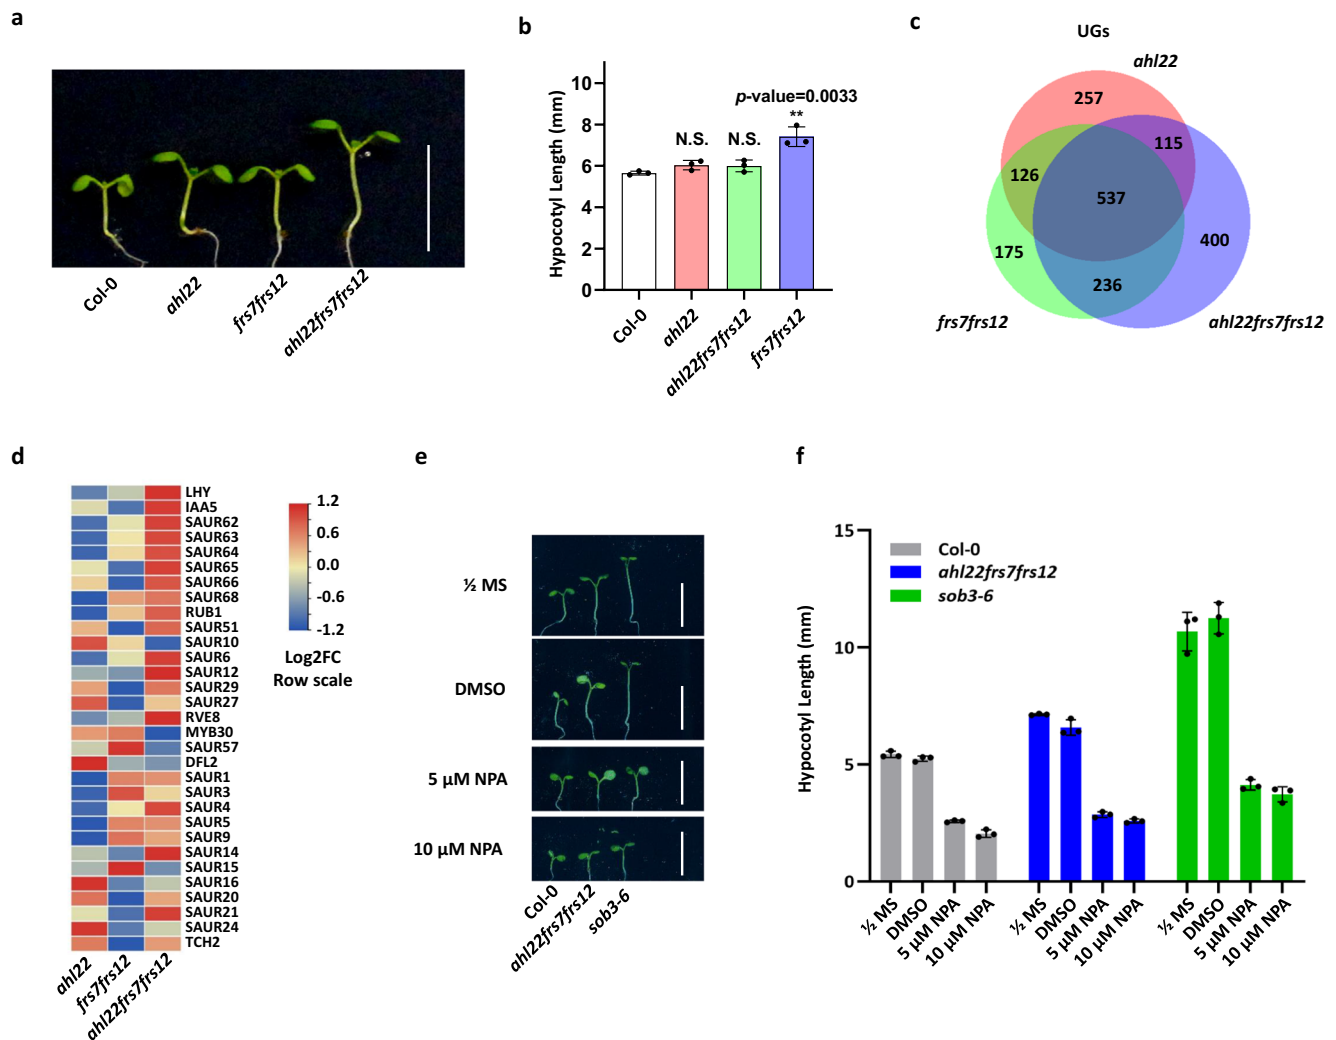 a
Col-0
ahl22
frs7frs12
ahl22frs7frs12
b
Hypocotyl Length (mm)
10
8
6
4
2
0
N.S.
N.S.
p-value=0.0033
**
Col-0
ahl22
ahl22frs7frs12
frs7frs12
c
UGs
ahl22
257
115
126
537
175
400
236
frs7frs12
ahl22frs7frs12
d
LHY
IAA5
SAUR62
SAUR63
SAUR64
SAUR65
SAUR66
SAUR68
RUB1
SAUR51
SAUR10
SAUR6
SAUR12
SAUR29
SAUR27
RVE8
MYB30
SAUR57
DFL2
SAUR1
SAUR3
SAUR4
SAUR5
SAUR9
SAUR14
SAUR15
SAUR16
SAUR20
SAUR21
SAUR24
TCH2
ahl22
frs7frs12
ahl22frs7frs12
1.2
0.6
0.0
-0.6
-1.2
Log2FC
Row scale
e
½ MS
DMSO
5 µM NPA
10 µM NPA
Col-0
ahl22frs7frs12
sob3-6
f
Hypocotyl Length (mm)
15
10
5
0
Col-0
ahl22frs7frs12
sob3-6
½ MS
DMSO
5 µM NPA
10 µM NPA
½ MS
DMSO
5 µM NPA
10 µM NPA
½ MS
DMSO
5 µM NPA
10 µM NPA